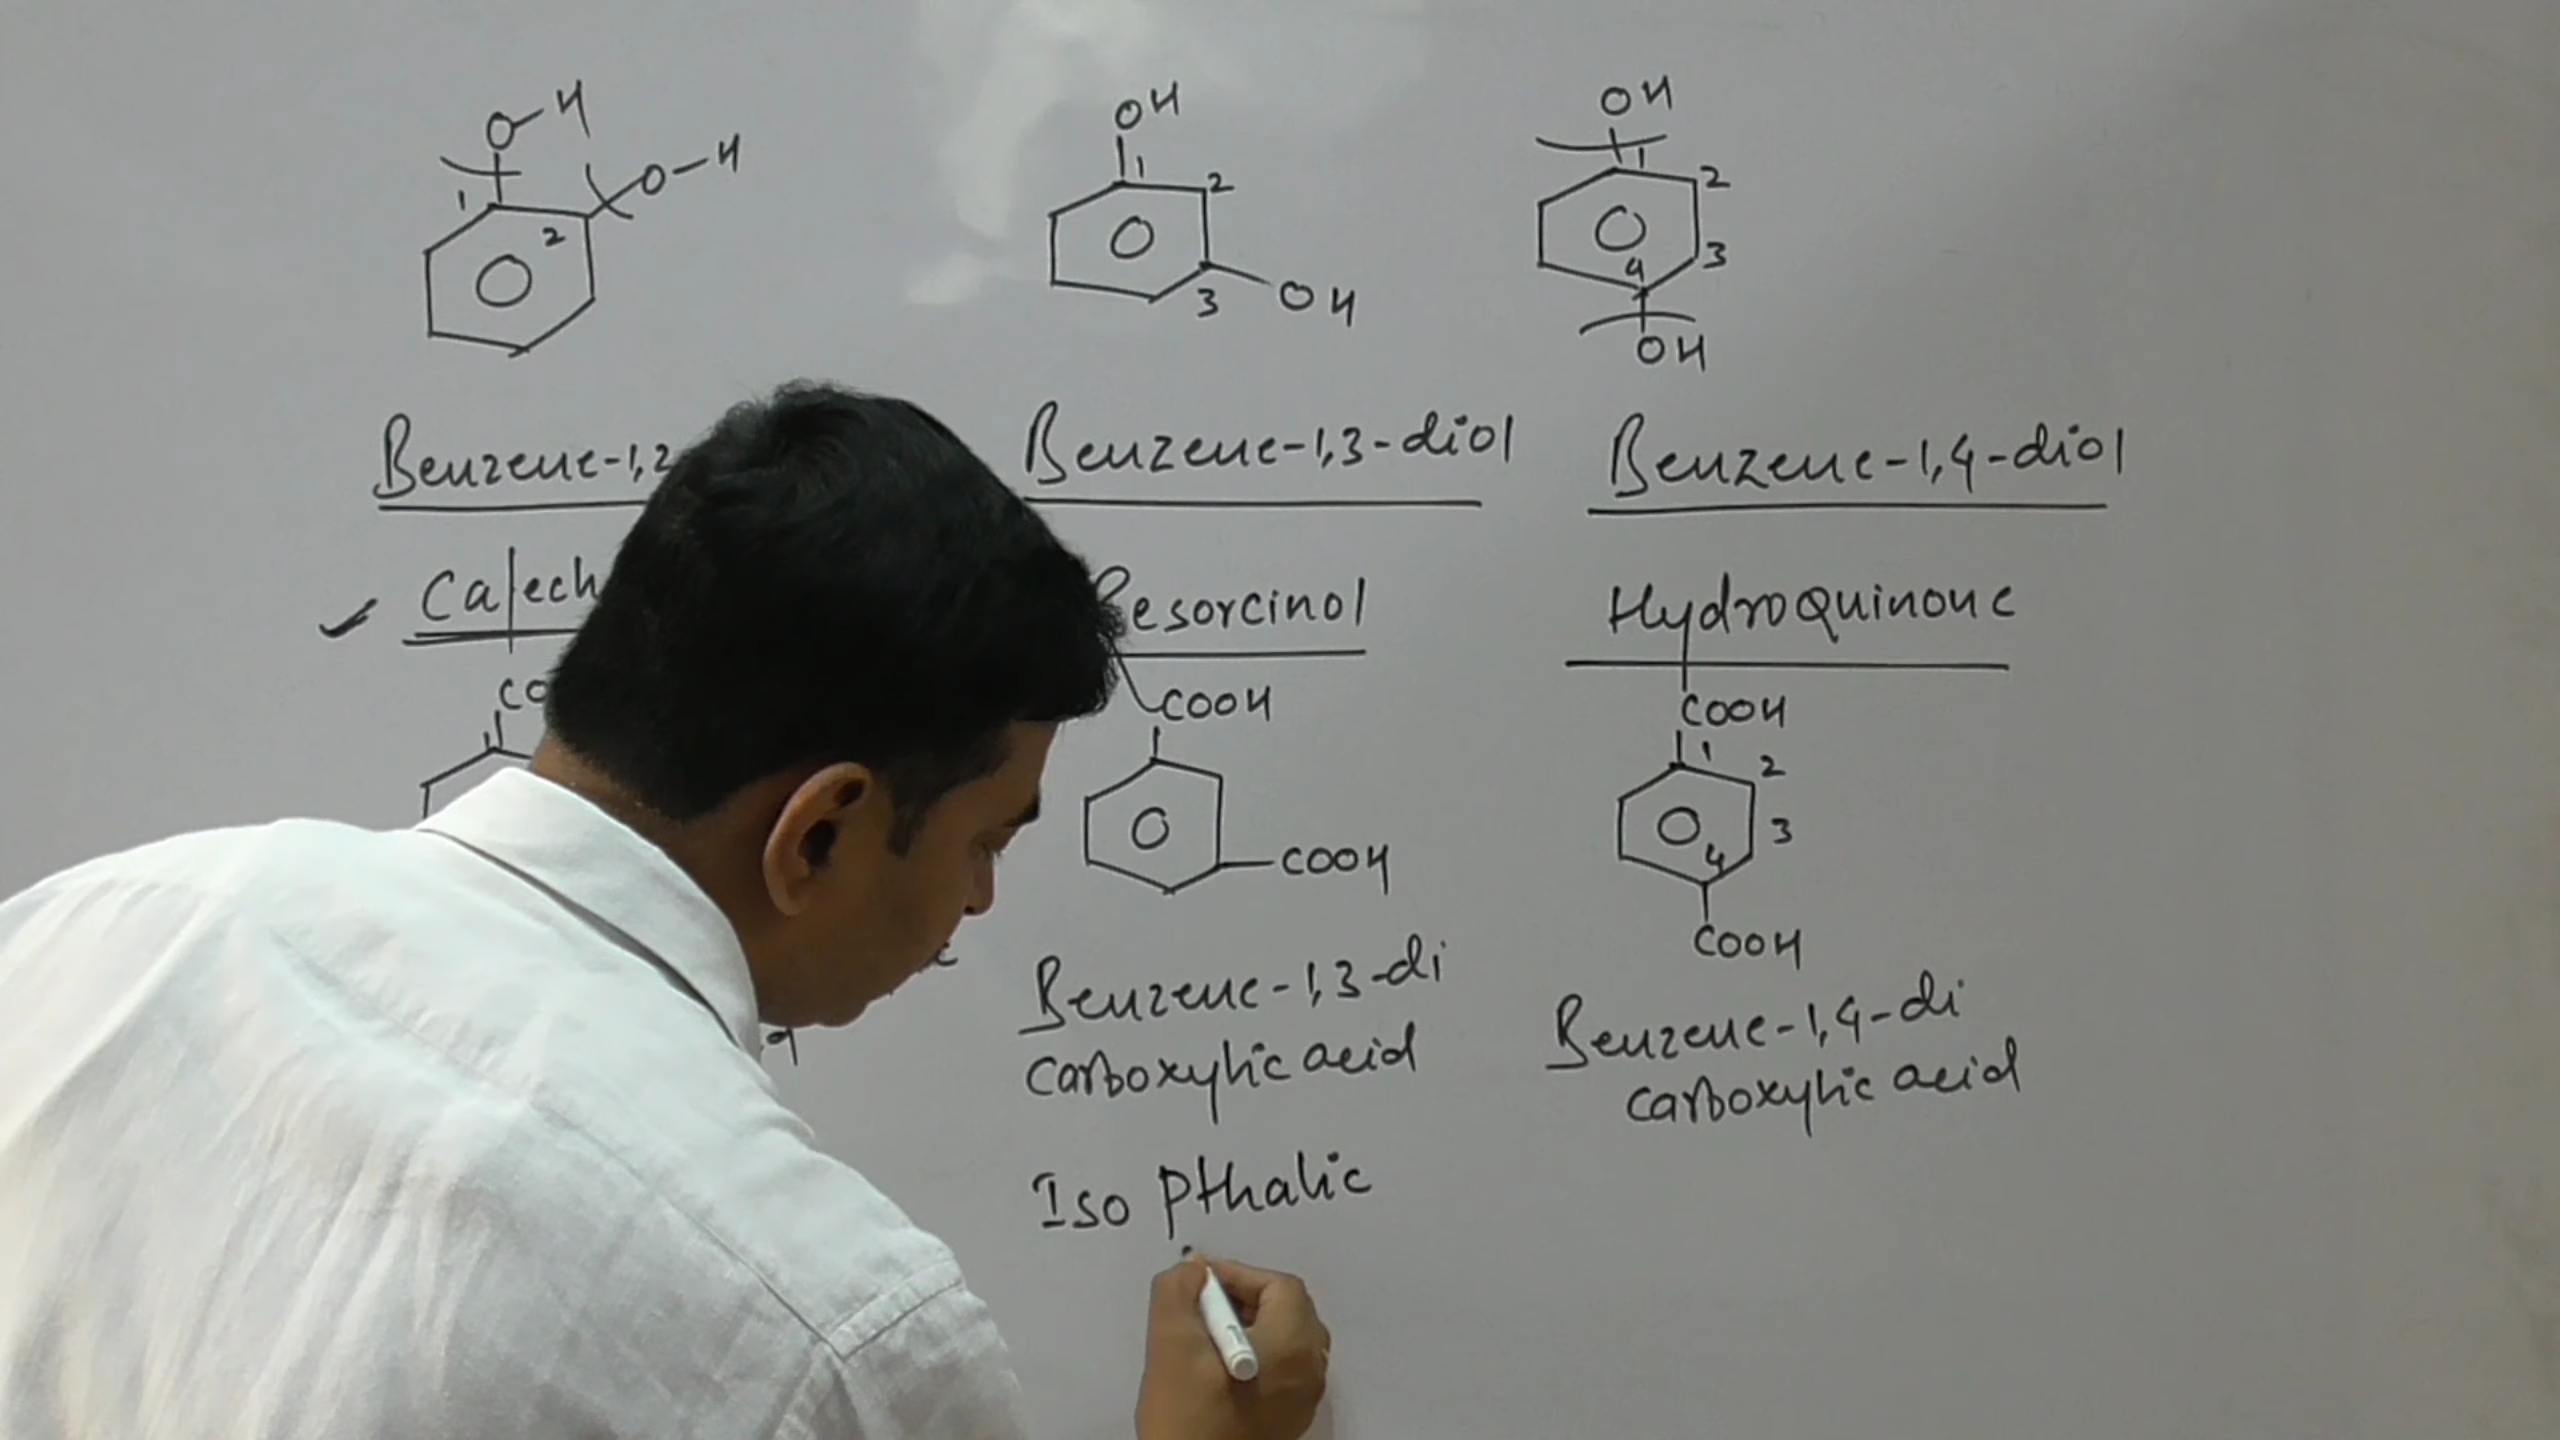 O-H
O-H
1
2
OH
1
2
3
OH
OH
1
2
3
4
OH
Benzene-1,2
Benzene-1,3-diol
Benzene-1,4-diol
Catech
Resorcinol
Hydroquinone
CO
COOH
COOH
COOH
1
2
3
4
COOH
Benzene-1,3-di
carboxylic acid
Benzene-1,4-di
carboxylic acid
Iso Pthalic